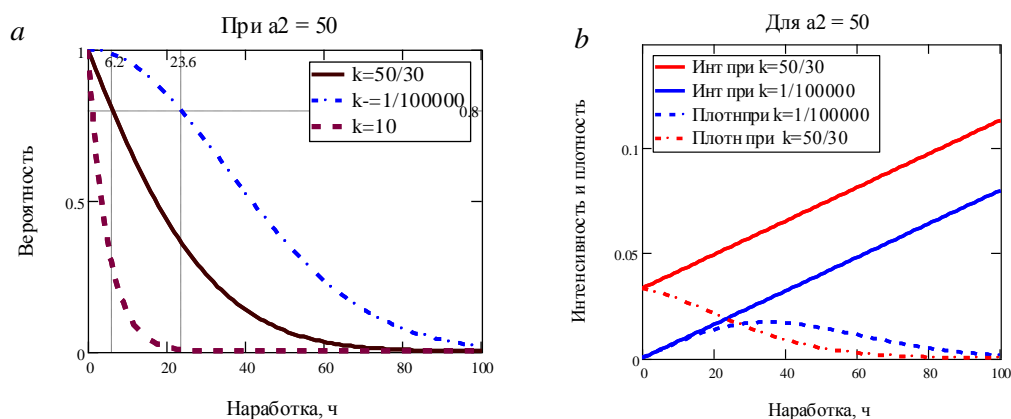 a
При a2 = 50
1
6.2
23.6
k=50/30
k-=1/100000
k=10
0.8
0.5
0
0
20
40
60
80
100
Вероятность
Наработка, ч
b
Для a2 = 50
Инт при k=50/30
Инт при k=1/100000
Плотнпри k=1/100000
Плотн при k=50/30
0.1
0.05
0
0
20
40
60
80
100
Интенсивность и плотность
Наработка, ч